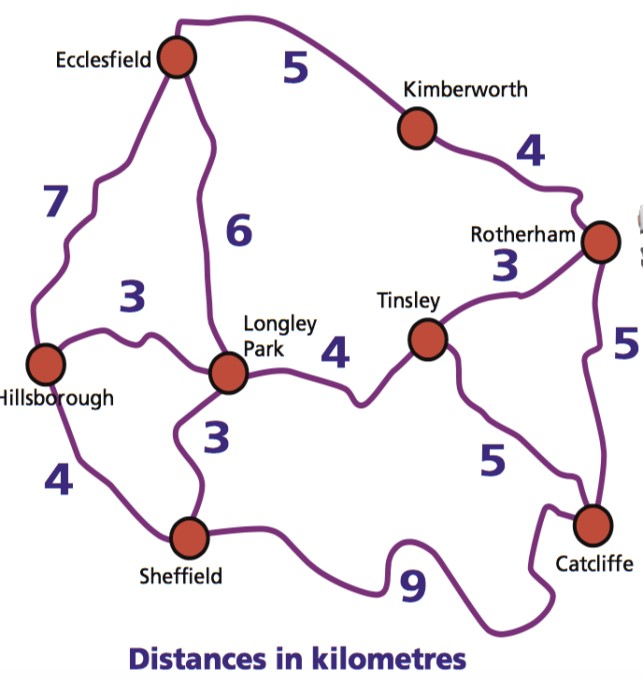 Ecclesfield
5
Kimberworth
4
7
Rotherham
6
3
3
Tinsley
Longley
Park
4
5
Hillsborough
3
5
4
Catcliffe
Sheffield
9
Distances in kilometres